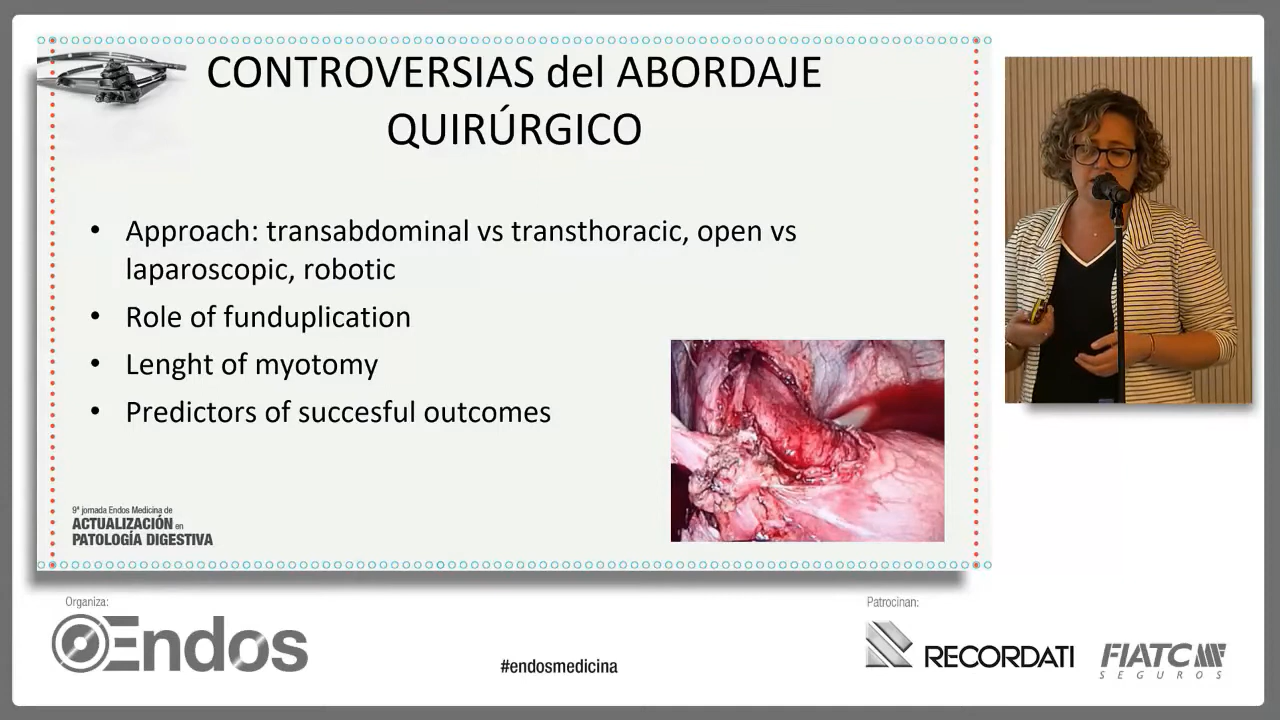 CONTROVERSIAS del ABORDAJE
QUIRÚRGICO
• Approach: transabdominal vs transthoracic, open vs
laparoscopic, robotic
• Role of funduplication
• Lenght of myotomy
• Predictors of succesful outcomes
9ª jornada Endos Medicina de
ACTUALIZACIÓN en
PATOLOGÍA DIGESTIVA
Organiza:
Endos
#endosmedicina
Patrocinan:
RECORDATI
FIATC
SEGUROS